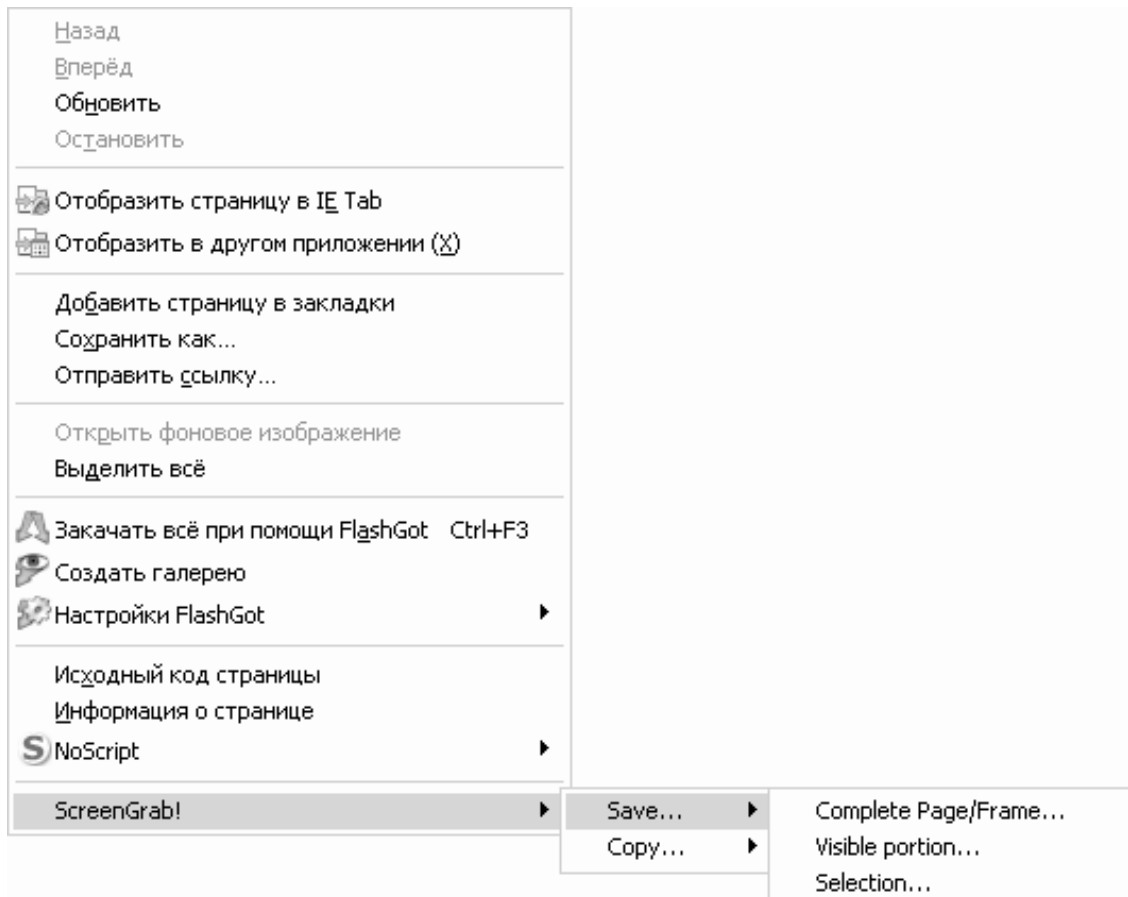 Назад
Вперёд
Обновить
Остановить
Отобразить страницу в IE Tab
Отобразить в другом приложении (X)
Добавить страницу в закладки
Сохранить как...
Отправить ссылку...
Открыть фоновое изображение
Выделить всё
Закачать всё при помощи FlashGot Ctrl+F3
Создать галерею
Настройки FlashGot
Исходный код страницы
Информация о странице
S NoScript
ScreenGrab! Save... Complete Page/Frame...
Copy... Visible portion...
Selection...